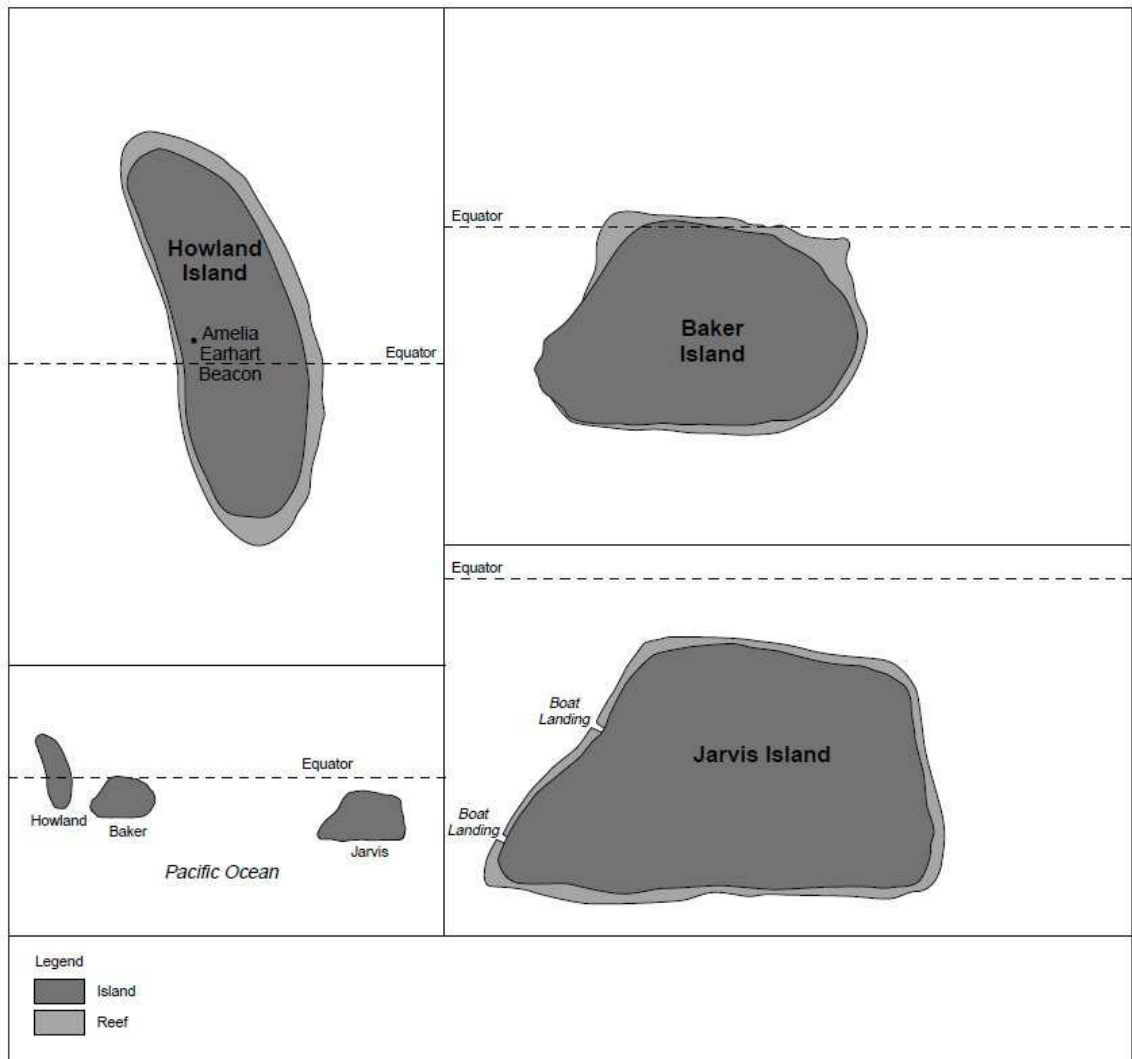 Howland
Island
Amelia
Earhart
Beacon
Equator
Equator
Baker
Island
Equator
Boat
Landing
Jarvis Island
Boat
Landing
Equator
Howland
Baker
Jarvis
Pacific Ocean
Legend
Island
Reef